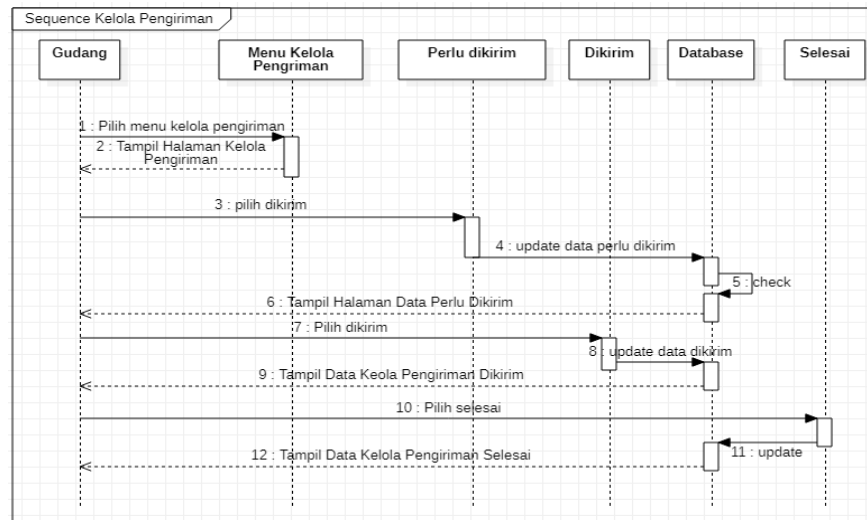 Sequence Kelola Pengiriman
Gudang
Menu Kelola
Pengriman
Perlu dikirim
Dikirim
Database
Selesai
1 : Pilih menu kelola pengiriman
2 : Tampil Halaman Kelola
Pengiriman
3 : pilih dikirim
4 : update data perlu dikirim
5 : check
6 : Tampil Halaman Data Perlu Dikirim
7 : Pilih dikirim
8 : update data dikirim
9 : Tampil Data Keola Pengiriman Dikirim
10 : Pilih selesai
11 : update
12 : Tampil Data Kelola Pengiriman Selesai